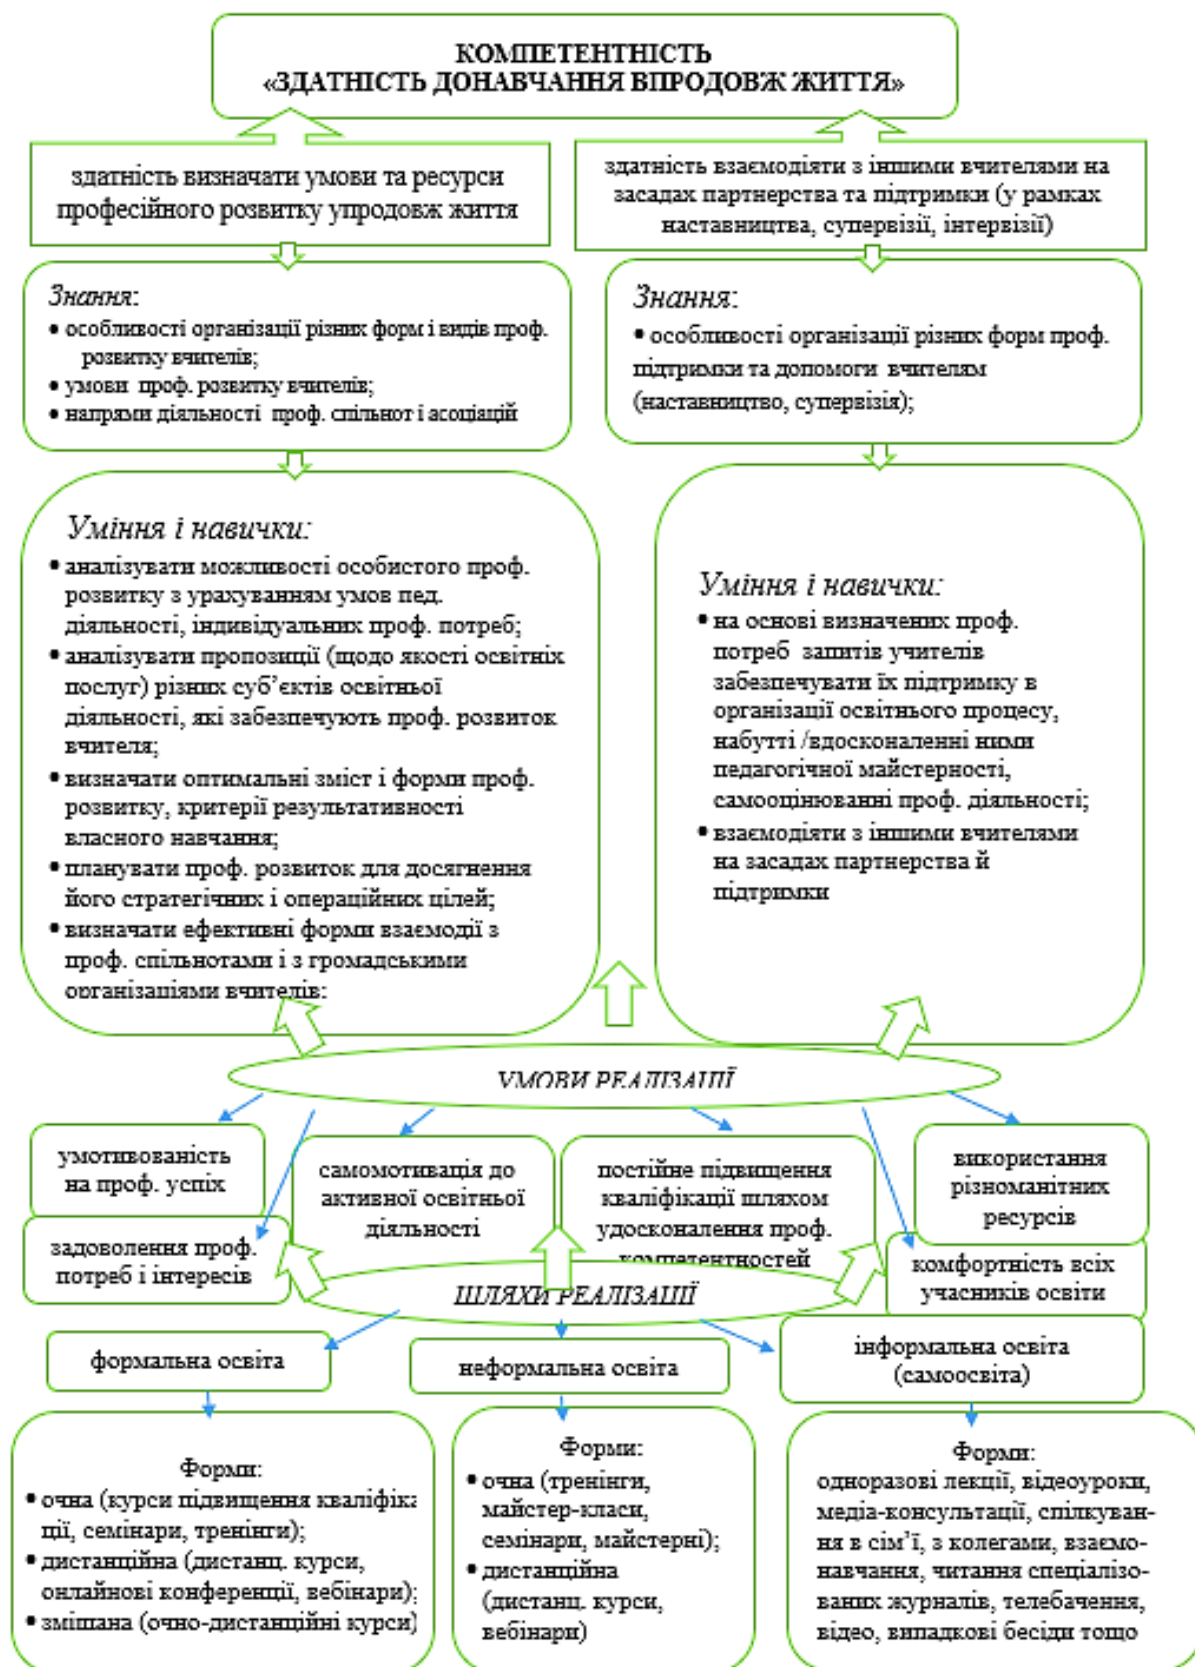 КОМПЕТЕНТНІСТЬ
«ЗДАТНІСТЬ ДОНАВЧАННЯ ВПРОДОВЖ ЖИТТЯ»
здатність визначати умови та ресурси
професійного розвитку упродовж життя
здатність взаємодіяти з іншими вчителями на
засадах партнерства та підтримки (у рамках
наставництва, супервізії, інтервізії)
Знання:
• особливості організації різних форм і видів проф.
розвитку вчителів;
• умови проф. розвитку вчителів;
• напрями діяльності проф. спільнот і асоціацій
Знання:
• особливості організації різних форм проф.
підтримки та допомоги вчителям
(наставництво, супервізія);
Уміння і навички:
• аналізувати можливості особистого проф.
розвитку з урахуванням умов пед.
діяльності, індивідуальних проф. потреб;
• аналізувати пропозиції (щодо якості освітніх
послуг) різних суб’єктів освітньої
діяльності, які забезпечують проф. розвиток
вчителя;
• визначати оптимальні зміст і форми проф.
розвитку, критерії результативності
власного навчання;
• планувати проф. розвиток для досягнення
його стратегічних і операційних цілей;
• визначати ефективні форми взаємодії з
проф. спільнотами і з громадськими
організаціями вчителів;
Уміння і навички:
• на основі визначених проф.
потреб запитів учителів
забезпечувати їх підтримку в
організації освітнього процесу,
набутті /вдосконаленні ними
педагогічної майстерності,
самооцінюванні проф. діяльності;
• взаємодіяти з іншими вчителями
на засадах партнерства й
підтримки
УМОВИ РЕАЛІЗАЦІЇ
умотивованість
на проф. успіх
задоволення проф.
потреб і інтересів
самомотивація до
активної освітньої
діяльності
постійне підвищення
кваліфікації шляхом
удосконалення проф.
компетентностей
використання
різноманітних
ресурсів
комфортність всіх
учасників освіти
ШЛЯХИ РЕАЛІЗАЦІЇ
формальна освіта
неформальна освіта
інформальна освіта
(самоосвіта)
Форми:
• очна (курси підвищення кваліфіка
ції, семінари, тренінги);
• дистанційна (дистанц. курси,
онлайнові конференції, вебінари);
• змішана (очно-дистанційні курси)
Форми:
• очна (тренінги,
майстер-класи,
семінари, майстерні);
• дистанційна
(дистанц. курси,
вебінари)
Форми:
одноразові лекції, відеоуроки,
медіа-консультації, спілкуван-
ня в сім’ї, з колегами, взаємо-
навчання, читання спеціалізо-
ваних журналів, телебачення,
відео, випадкові бесіди тощо